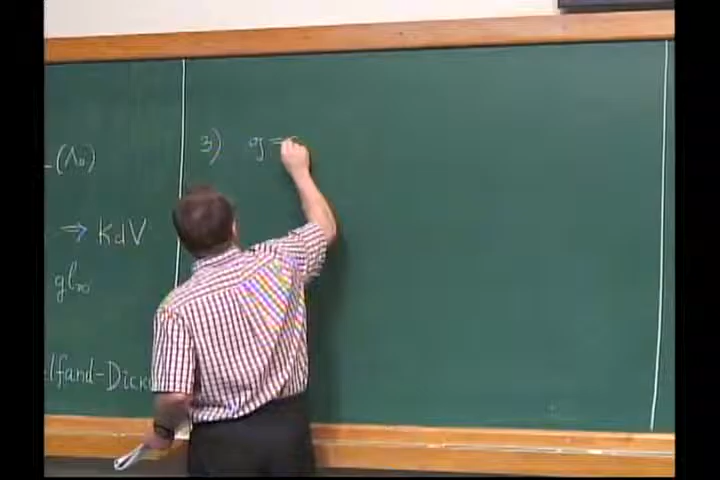 (Λ₀)
⇒ KdV
gl∞
lfand-Dick
3) g =